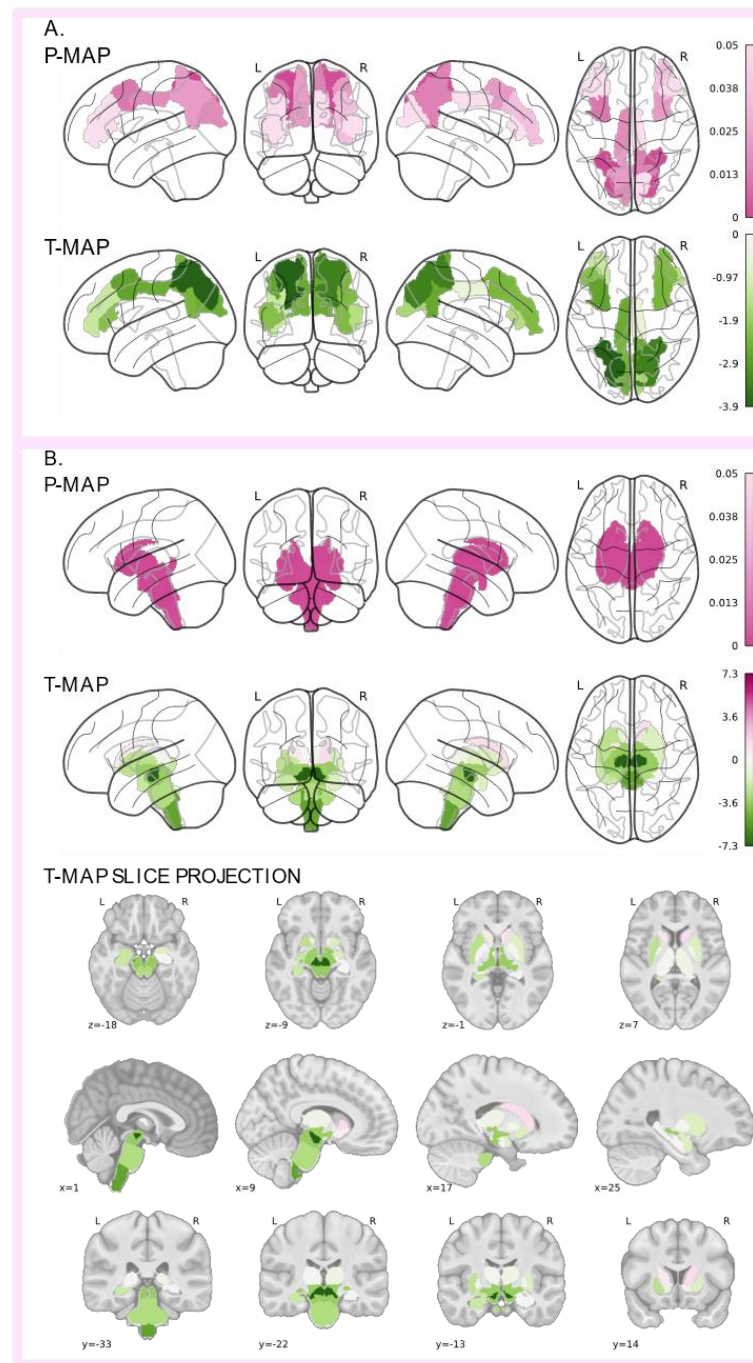 A.
P-MAP
L R L R
0.05
0.038
0.025
0.013
0
T-MAP
L R L R
0
-0.97
-1.9
-2.9
-3.9
B.
P-MAP
L R L R
0.05
0.038
0.025
0.013
0
T-MAP
L R L R
7.3
3.6
0
-3.6
-7.3
T-MAP SLICE PROJECTION
L R L R L R L R
z=-18 z=-9 z=-1 z=7
x=1 x=9 x=17 x=25
L R L R L R L R
y=-33 y=-22 y=-13 y=14